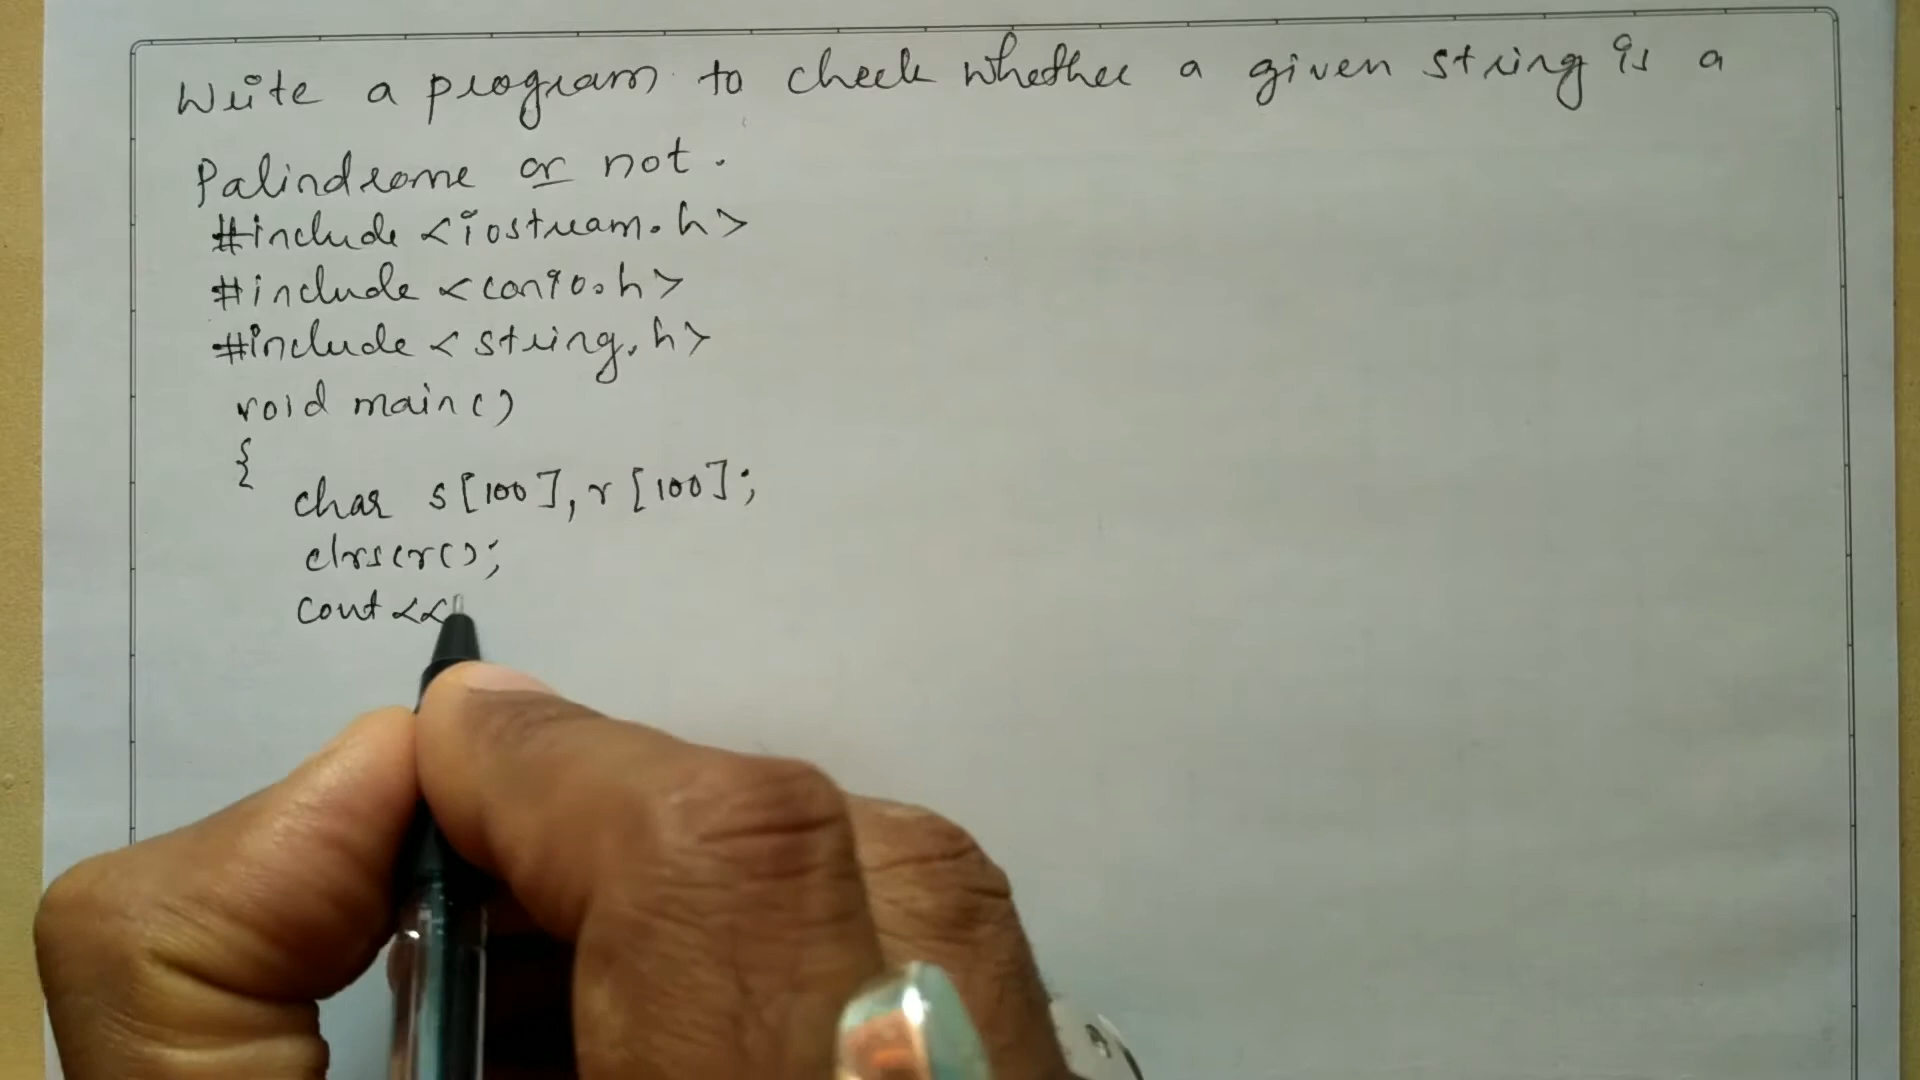 Write a program to check whether a given string is a
Palindrome or not.
#include <iostream.h>
#include <conio.h>
#include <string.h>
void main()
{
char s[100], r[100];
clrscr();
cout <<